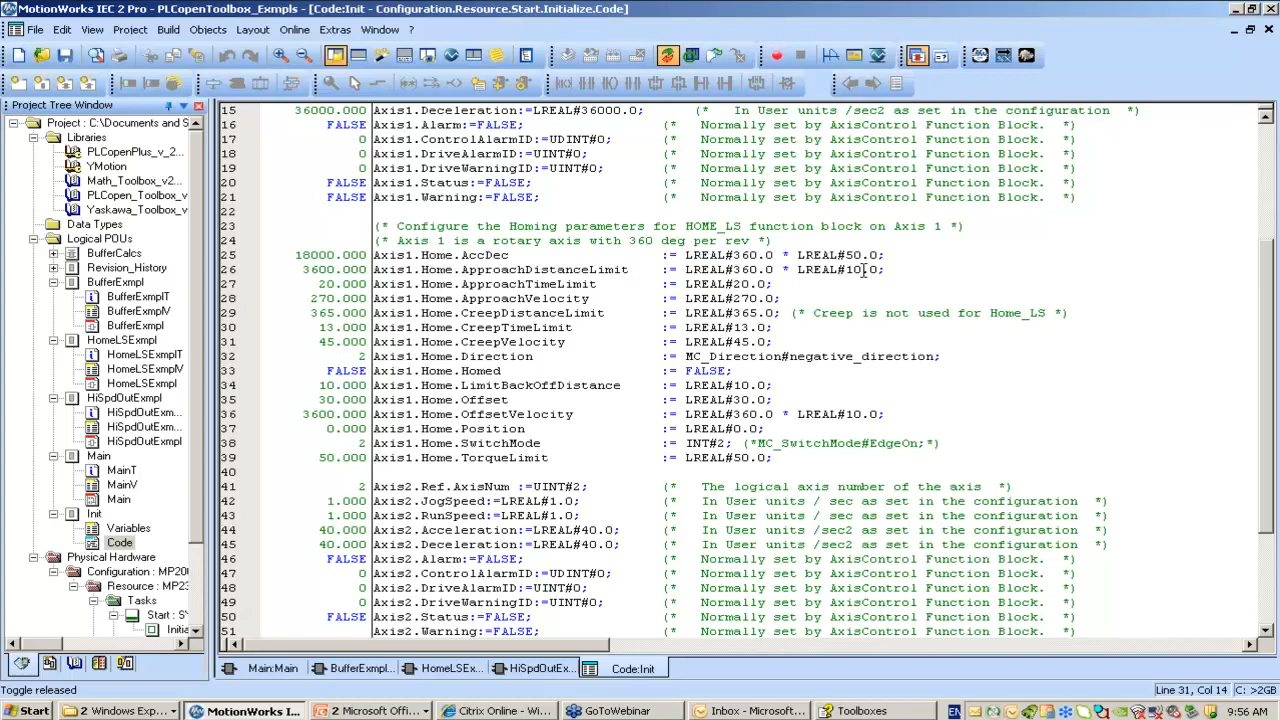 MotionWorks IEC 2 Pro - PLCopenToolbox_Exmpls - [Code:Init - Configuration.Resource.Start.Initialize.Code]
File Edit View Project Build Objects Layout Online Extras Window ?
Project Tree Window
Project : C:\Documents and S
Libraries
PLCopenPlus_v_2...
YMotion
Math_Toolbox_v2...
PLCopen_Toolbox_v
Yaskawa_Toolbox_v
Data Types
Logical POUs
BufferCalcs
Revision_History
BufferExmpl
BufferExmplT
BufferExmplV
BufferExmpl
HomeLSExmpl
HomeLSExmplT
HomeLSExmplV
HomeLSExmpl
HiSpdOutExmpl
HiSpdOutExm...
HiSpdOutExm...
HiSpdOutExmpl
Main
MainT
MainV
Main
Init
Variables
Code
Physical Hardware
Configuration : MP20
Resource : MP23
Tasks
Start : SY
Initia
15 36000.000 Axis1.Deceleration:=LREAL#36000.0; (* In User units /sec2 as set in the configuration *)
16 FALSE Axis1.Alarm:=FALSE; (* Normally set by AxisControl Function Block. *)
17 0 Axis1.ControlAlarmID:=UDINT#0; (* Normally set by AxisControl Function Block. *)
18 0 Axis1.DriveAlarmID:=UINT#0; (* Normally set by AxisControl Function Block. *)
19 0 Axis1.DriveWarningID:=UINT#0; (* Normally set by AxisControl Function Block. *)
20 FALSE Axis1.Status:=FALSE; (* Normally set by AxisControl Function Block. *)
21 FALSE Axis1.Warning:=FALSE; (* Normally set by AxisControl Function Block. *)
22
23 (* Configure the Homing parameters for HOME_LS function block on Axis 1 *)
24 (* Axis 1 is a rotary axis with 360 deg per rev *)
25 18000.000 Axis1.Home.AccDec := LREAL#360.0 * LREAL#50.0;
26 3600.000 Axis1.Home.ApproachDistanceLimit := LREAL#360.0 * LREAL#10.0;
27 20.000 Axis1.Home.ApproachTimeLimit := LREAL#20.0;
28 270.000 Axis1.Home.ApproachVelocity := LREAL#270.0;
29 365.000 Axis1.Home.CreepDistanceLimit := LREAL#365.0; (* Creep is not used for Home_LS *)
30 13.000 Axis1.Home.CreepTimeLimit := LREAL#13.0;
31 45.000 Axis1.Home.CreepVelocity := LREAL#45.0;
32 2 Axis1.Home.Direction := MC_Direction#negative_direction;
33 FALSE Axis1.Home.Homed := FALSE;
34 10.000 Axis1.Home.LimitBackOffDistance := LREAL#10.0;
35 30.000 Axis1.Home.Offset := LREAL#30.0;
36 3600.000 Axis1.Home.OffsetVelocity := LREAL#360.0 * LREAL#10.0;
37 0.000 Axis1.Home.Position := LREAL#0.0;
38 2 Axis1.Home.SwitchMode := INT#2; (*MC_SwitchMode#EdgeOn;*)
39 50.000 Axis1.Home.TorqueLimit := LREAL#50.0;
40
41 2 Axis2.Ref.AxisNum :=UINT#2; (* The logical axis number of the axis *)
42 1.000 Axis2.JogSpeed:=LREAL#1.0; (* In User units / sec as set in the configuration *)
43 1.000 Axis2.RunSpeed:=LREAL#1.0; (* In User units / sec as set in the configuration *)
44 40.000 Axis2.Acceleration:=LREAL#40.0; (* In User units /sec2 as set in the configuration *)
45 40.000 Axis2.Deceleration:=LREAL#40.0; (* In User units /sec2 as set in the configuration *)
46 FALSE Axis2.Alarm:=FALSE; (* Normally set by AxisControl Function Block. *)
47 0 Axis2.ControlAlarmID:=UDINT#0; (* Normally set by AxisControl Function Block. *)
48 0 Axis2.DriveAlarmID:=UINT#0; (* Normally set by AxisControl Function Block. *)
49 0 Axis2.DriveWarningID:=UINT#0; (* Normally set by AxisControl Function Block. *)
50 FALSE Axis2.Status:=FALSE; (* Normally set by AxisControl Function Block. *)
51 Axis2.Warning:=FALSE; (* Normally set by AxisControl Function Block. *)
Main:Main BufferExmpl... HomeLSEx... HiSpdOutEx... Code:Init
Toggle released Line 31, Col 14 C: >2GB
Start 2 Windows Exp... MotionWorks I... 2 Microsoft Offi... Citrix Online - Wi... GoToWebinar Inbox - Microsoft... Toolboxes EN 9:56 AM